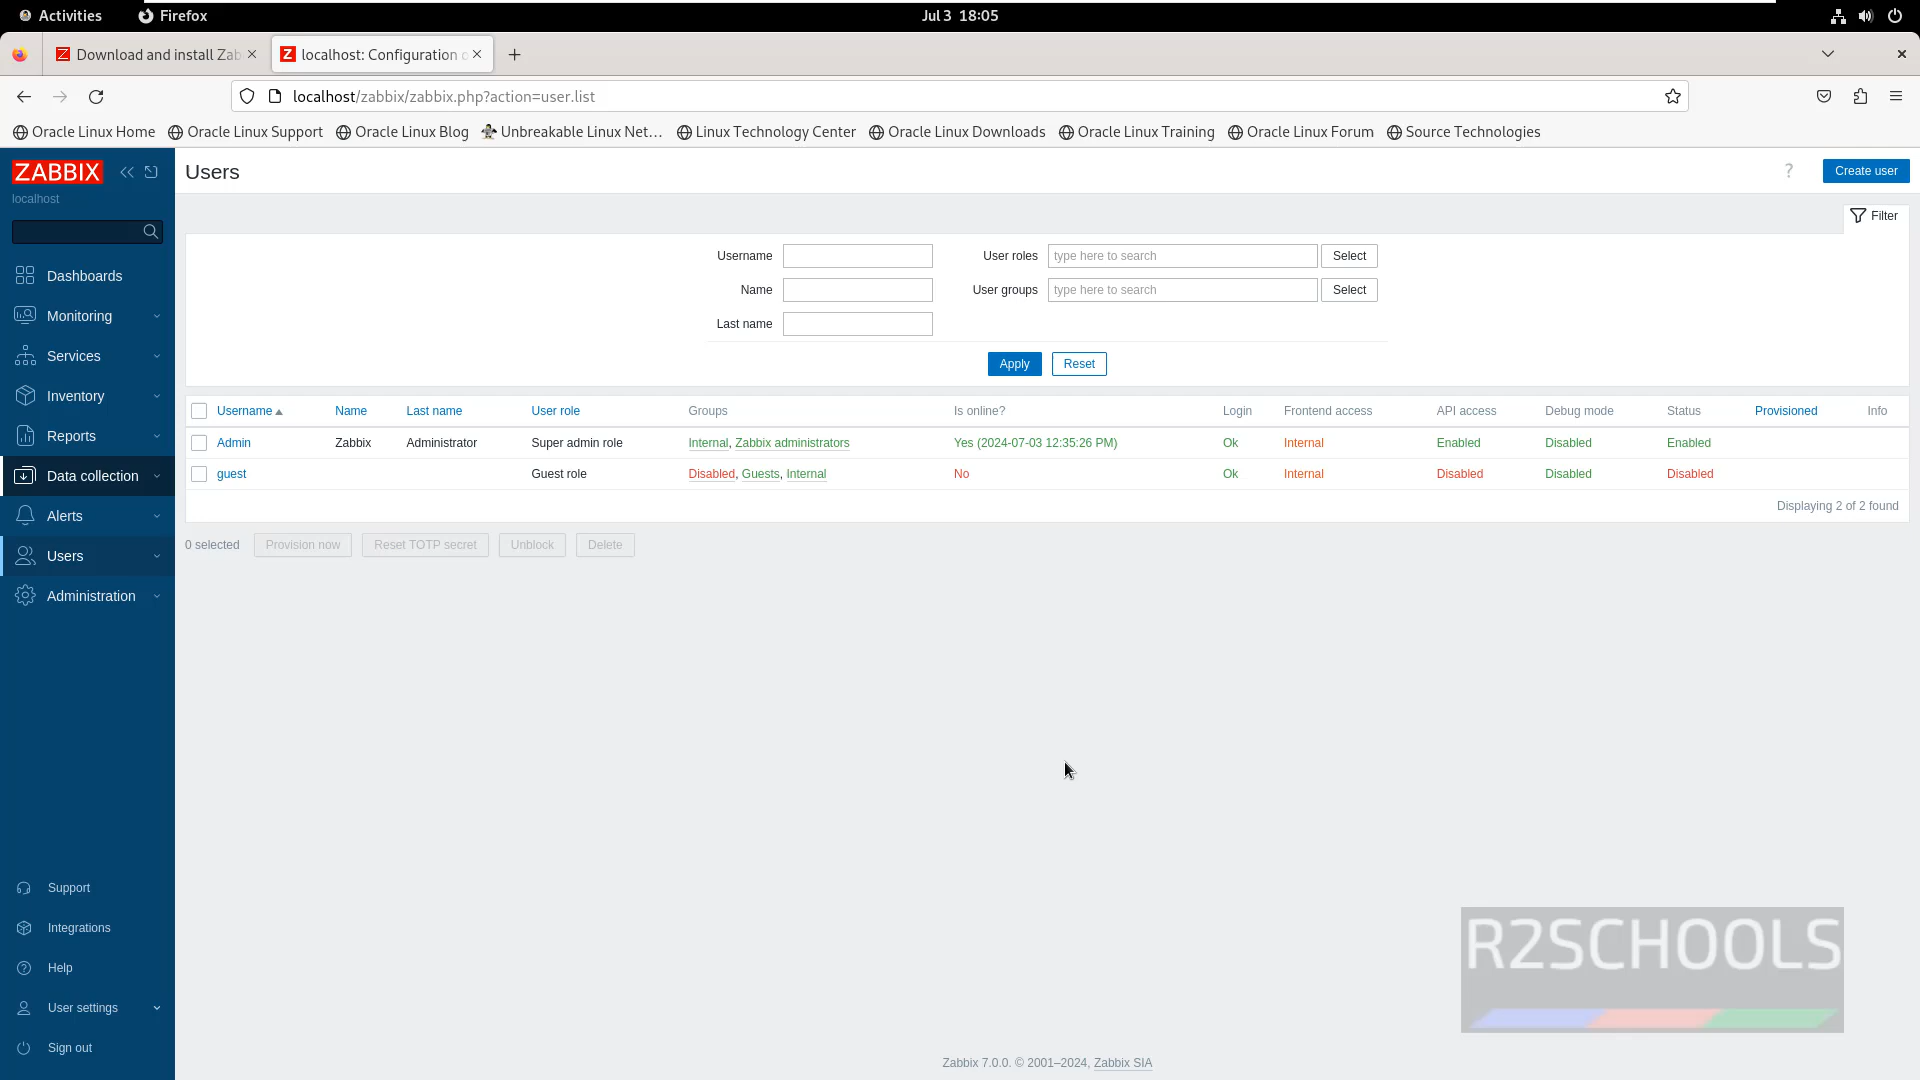 Activities Firefox Jul 3 18:05
Download and install Zab localhost: Configuration o
localhost/zabbix/zabbix.php?action=user.list
Oracle Linux Home Oracle Linux Support Oracle Linux Blog Unbreakable Linux Net… Linux Technology Center Oracle Linux Downloads Oracle Linux Training Oracle Linux Forum Source Technologies
ZABBIX
localhost
Dashboards
Monitoring
Services
Inventory
Reports
Data collection
Alerts
Users
Administration
Support
Integrations
Help
User settings
Sign out
Users ? Create user
Filter
Username User roles type here to search Select
Name User groups type here to search Select
Last name
Apply Reset
Username Name Last name User role Groups Is online? Login Frontend access API access Debug mode Status Provisioned Info
Admin Zabbix Administrator Super admin role Internal, Zabbix administrators Yes (2024-07-03 12:35:26 PM) Ok Internal Enabled Disabled Enabled
guest Guest role Disabled, Guests, Internal No Ok Internal Disabled Disabled Disabled
Displaying 2 of 2 found
0 selected Provision now Reset TOTP secret Unblock Delete
R2SCHOOLS
Zabbix 7.0.0. © 2001–2024, Zabbix SIA